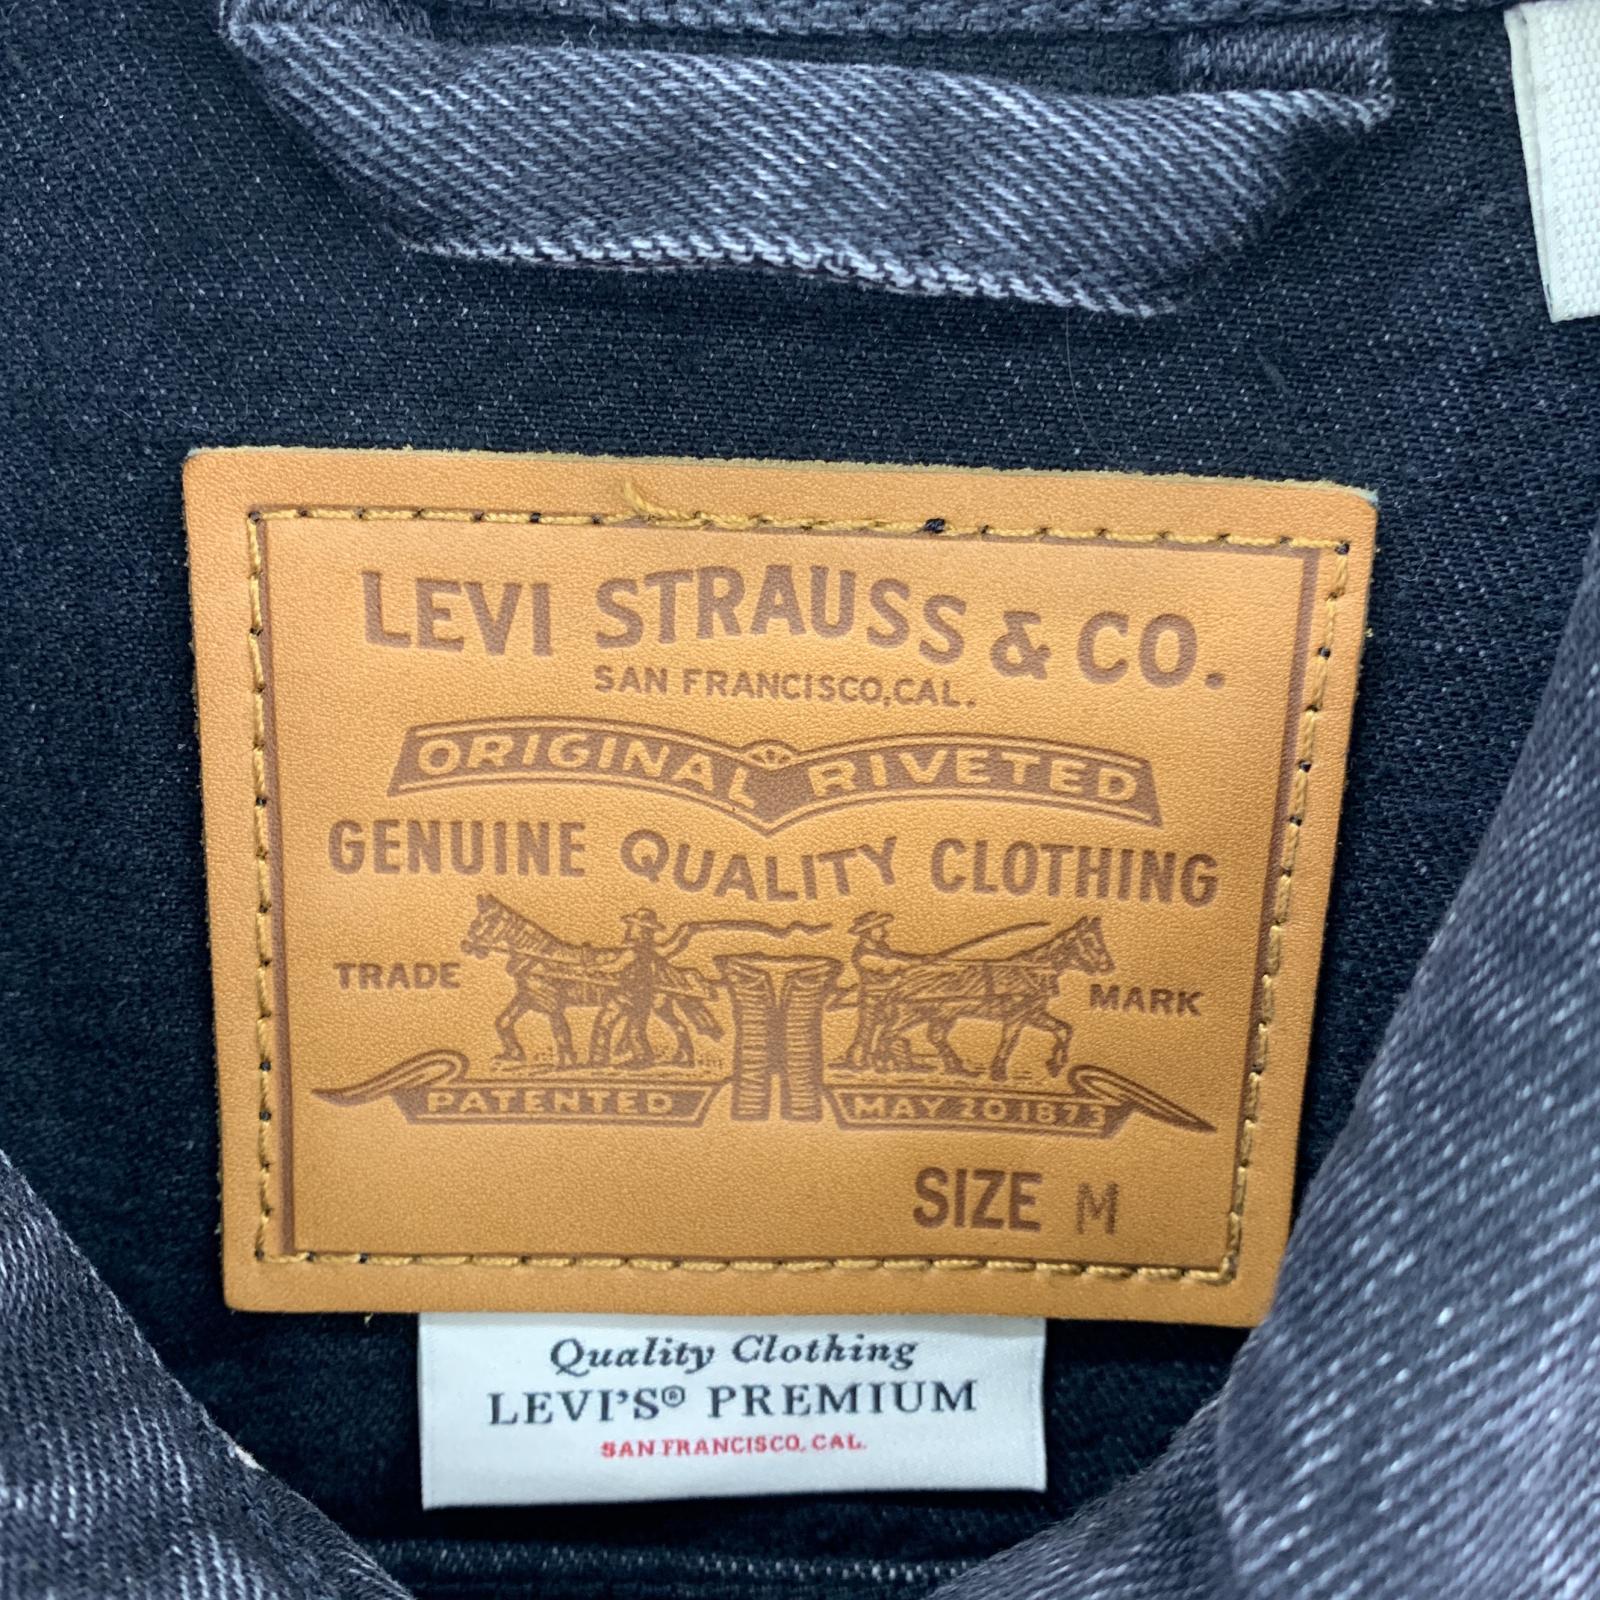 LEVI STRAUSS & CO.
SAN FRANCISCO, CAL.
ORIGINAL RIVETED
GENUINE QUALITY CLOTHING
TRADE MARK
PATENTED MAY 20 1873
SIZE M
Quality Clothing
LEVI'S® PREMIUM
SAN FRANCISCO, CAL.